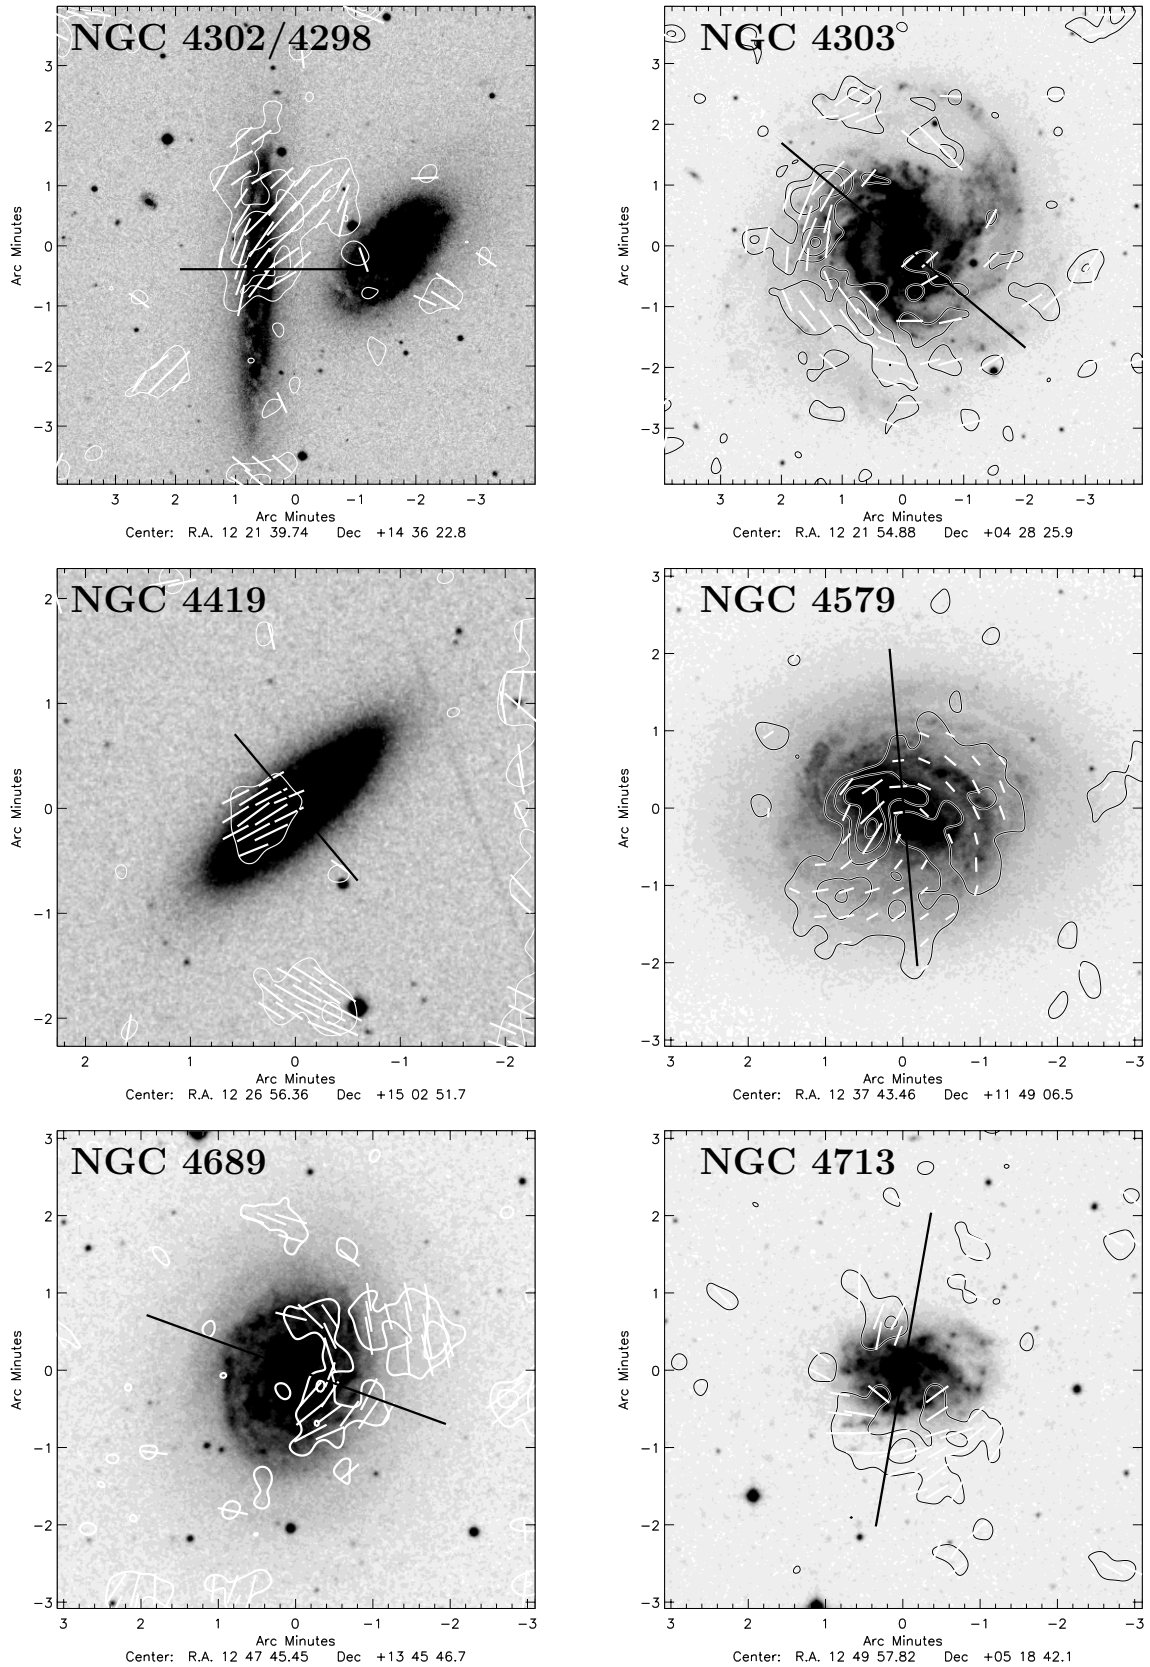 NGC 4302/4298
3
2
1
0
−1
−2
−3
Arc Minutes
3 2 1 0 −1 −2 −3
Arc Minutes
Center: R.A. 12 21 39.74 Dec +14 36 22.8
NGC 4303
3
2
1
0
−1
−2
−3
Arc Minutes
3 2 1 0 −1 −2 −3
Arc Minutes
Center: R.A. 12 21 54.88 Dec +04 28 25.9
NGC 4419
2
1
0
−1
−2
Arc Minutes
2 1 0 −1 −2
Arc Minutes
Center: R.A. 12 26 56.36 Dec +15 02 51.7
NGC 4579
3
2
1
0
−1
−2
−3
Arc Minutes
3 2 1 0 −1 −2 −3
Arc Minutes
Center: R.A. 12 37 43.46 Dec +11 49 06.5
NGC 4689
3
2
1
0
−1
−2
−3
Arc Minutes
3 2 1 0 −1 −2 −3
Arc Minutes
Center: R.A. 12 47 45.45 Dec +13 45 46.7
NGC 4713
3
2
1
0
−1
−2
−3
Arc Minutes
3 2 1 0 −1 −2 −3
Arc Minutes
Center: R.A. 12 49 57.82 Dec +05 18 42.1